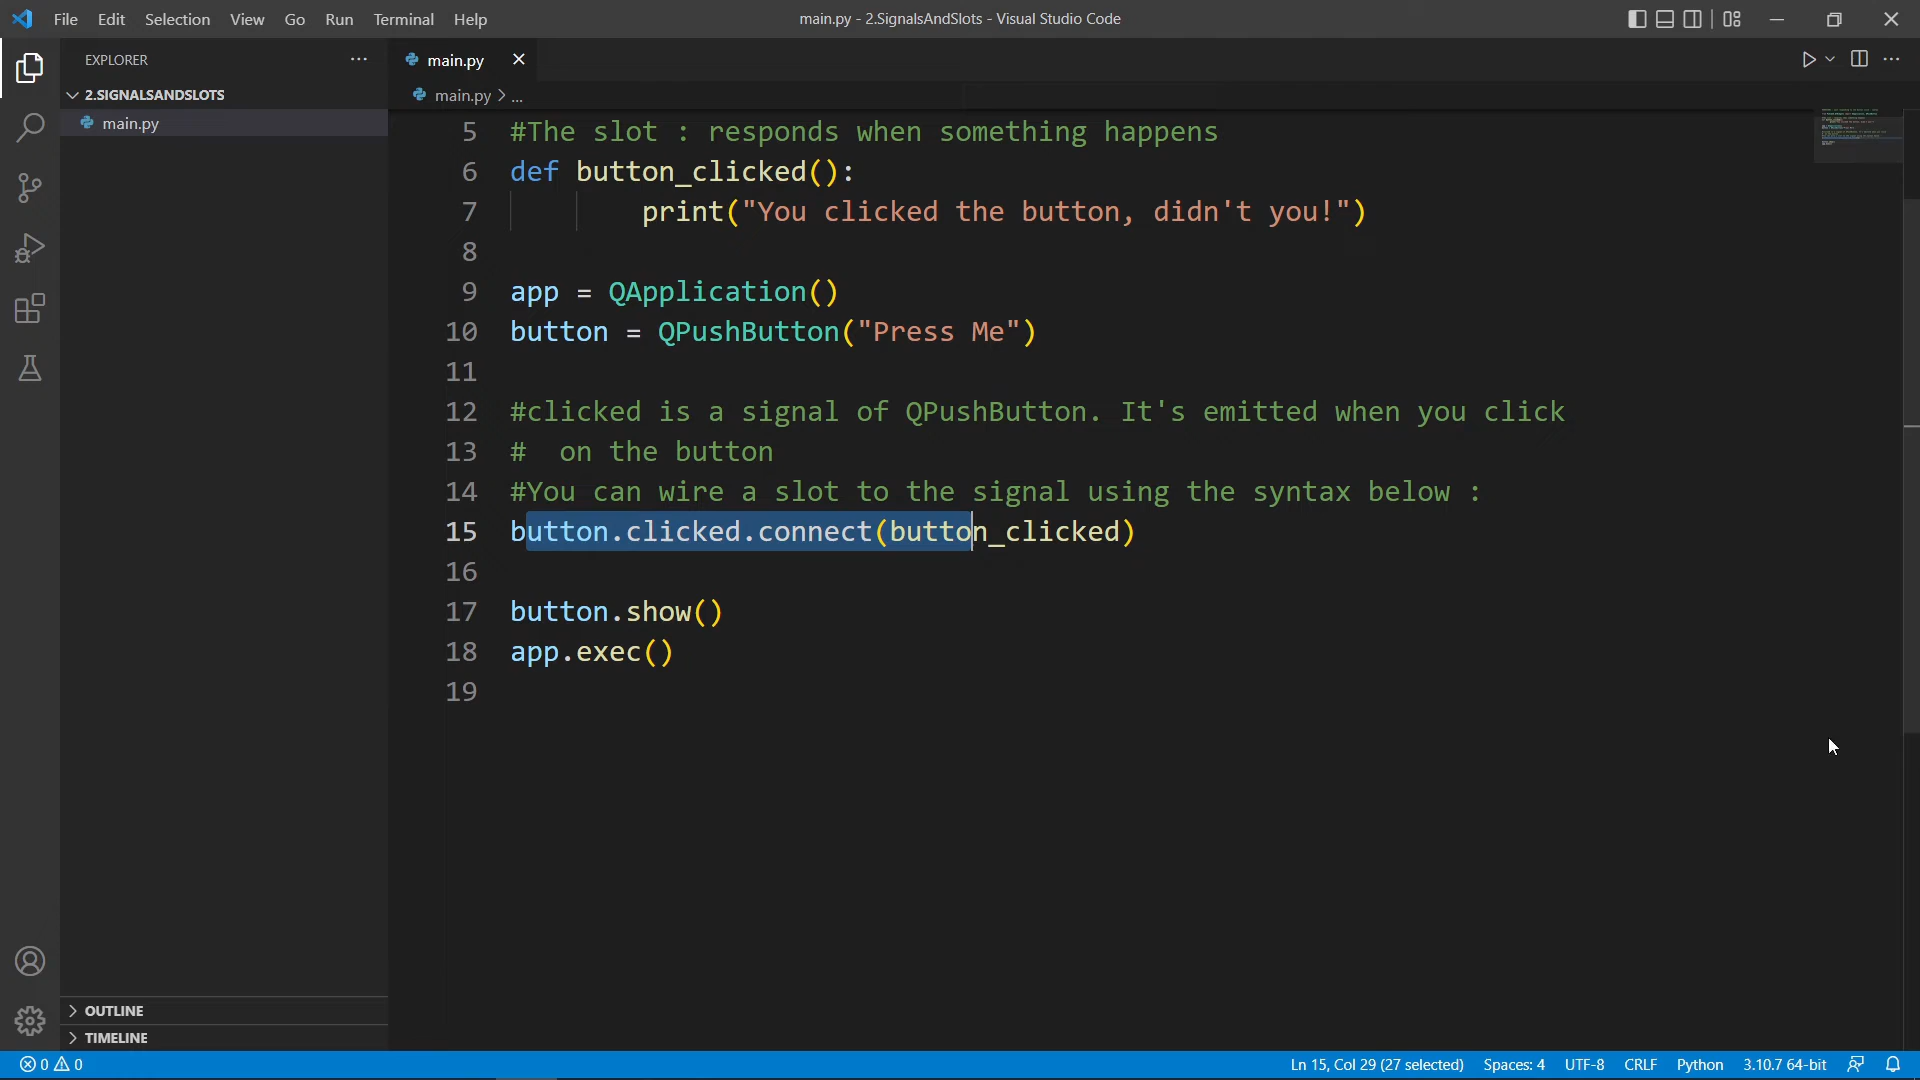 File Edit Selection View Go Run Terminal Help
main.py - 2.SignalsAndSlots - Visual Studio Code
EXPLORER
2.SIGNALSANDSLOTS
main.py
main.py
main.py > ...
5 #The slot : responds when something happens
6 def button_clicked():
7 print("You clicked the button, didn't you!")
8
9 app = QApplication()
10 button = QPushButton("Press Me")
11
12 #clicked is a signal of QPushButton. It's emitted when you click
13 #  on the button
14 #You can wire a slot to the signal using the syntax below :
15 button.clicked.connect(button_clicked)
16
17 button.show()
18 app.exec()
19
OUTLINE
TIMELINE
0 0
Ln 15, Col 29 (27 selected) Spaces: 4 UTF-8 CRLF Python 3.10.7 64-bit